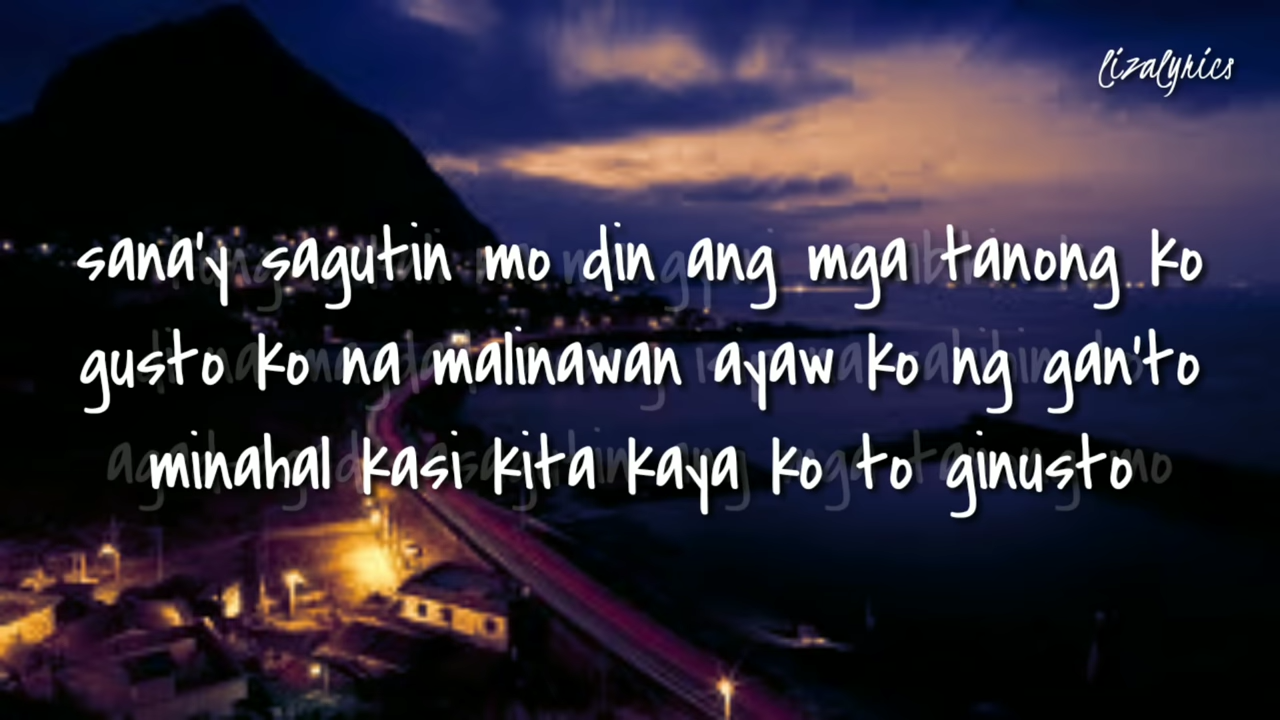 lizalyrics
sana'y sagutin mo din ang mga tanong ko
gusto ko na malinawan ayaw ko ng gan'to
minahal kasi kita kaya ko to ginusto